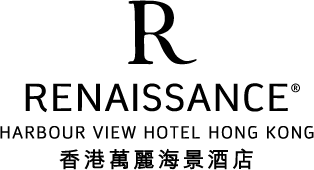 R
RENAISSANCE®
HARBOUR VIEW HOTEL HONG KONG
香港萬麗海景酒店